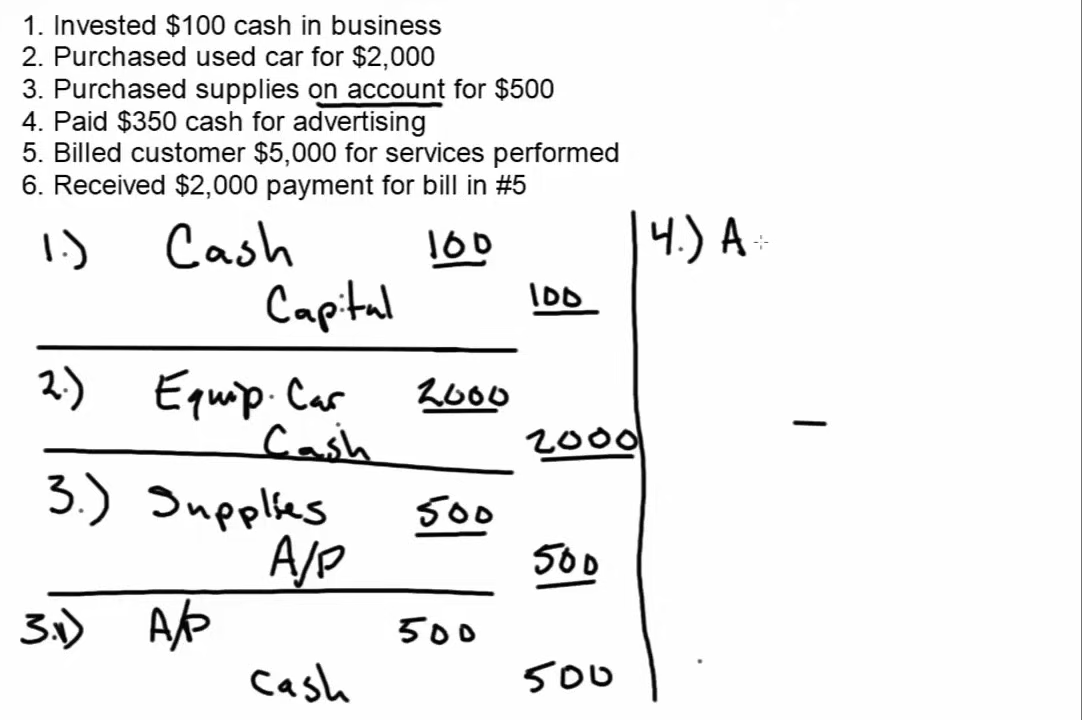 1. Invested $100 cash in business
2. Purchased used car for $2,000
3. Purchased supplies on account for $500
4. Paid $350 cash for advertising
5. Billed customer $5,000 for services performed
6. Received $2,000 payment for bill in #5
1.) Cash 100
Capital 100
2.) Equip. Car 2000
Cash 2000
3.) Supplies 500
A/P 500
3.1) A/P 500
cash 500
4.) A